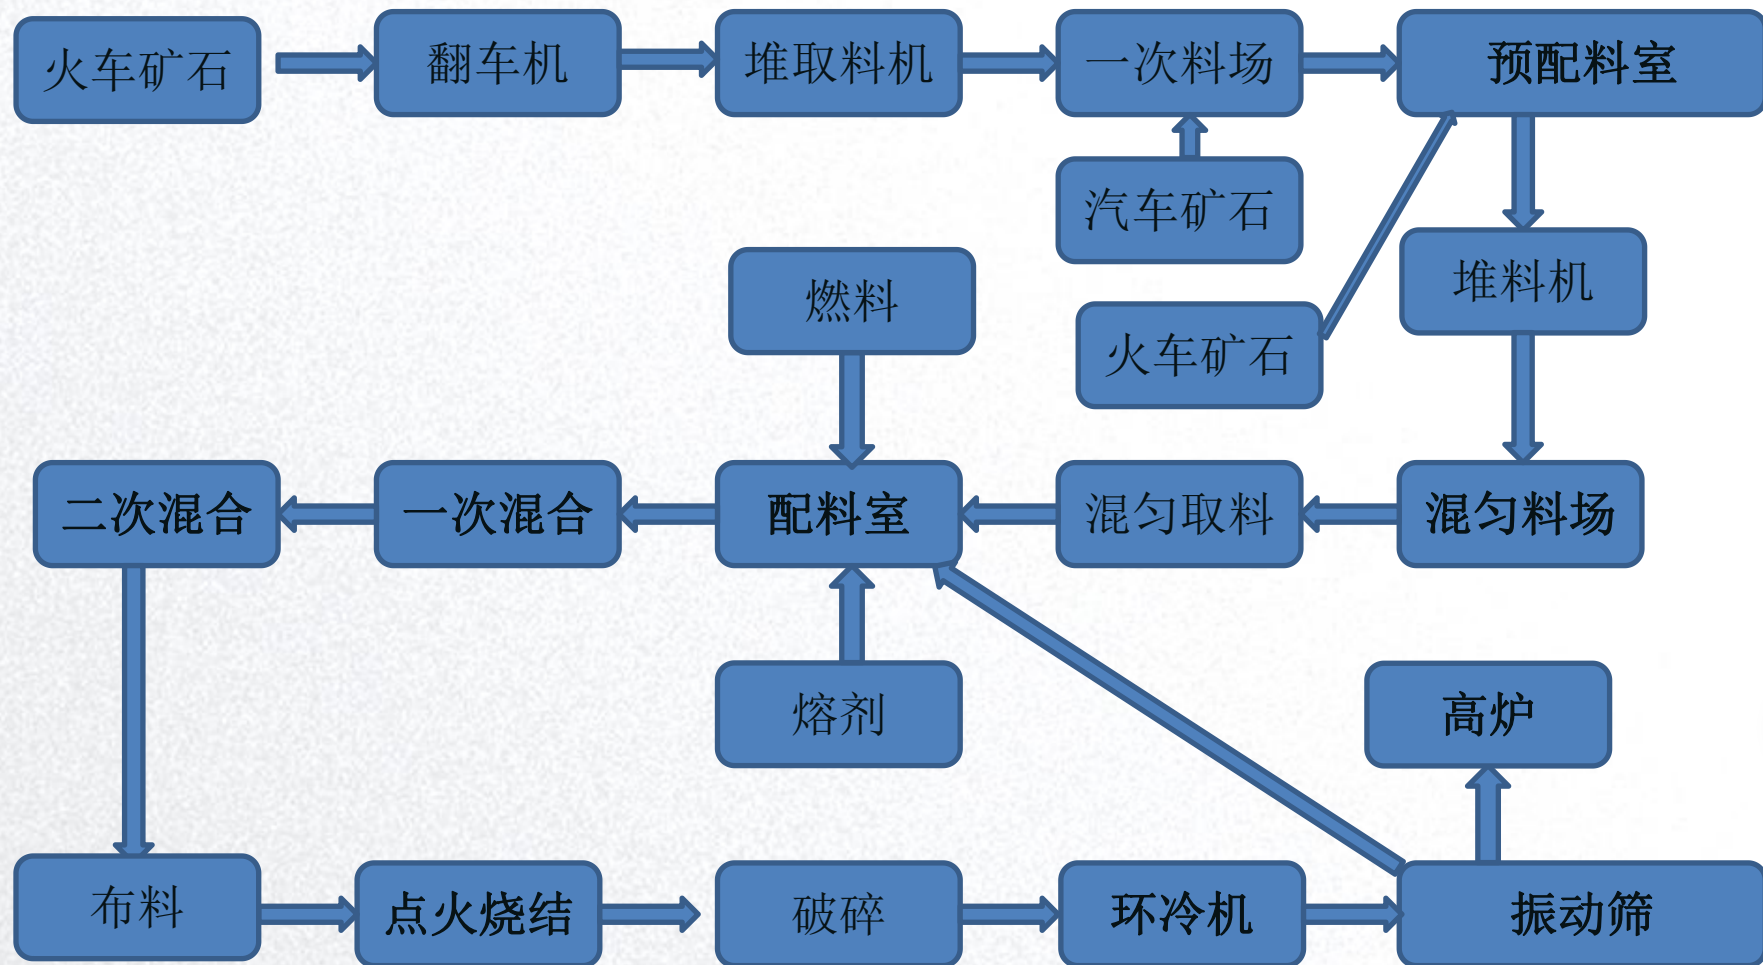 火车矿石
翻车机
堆取料机
一次料场
预配料室
汽车矿石
堆料机
燃料
火车矿石
二次混合
一次混合
配料室
混匀取料
混匀料场
熔剂
高炉
布料
点火烧结
破碎
环冷机
振动筛